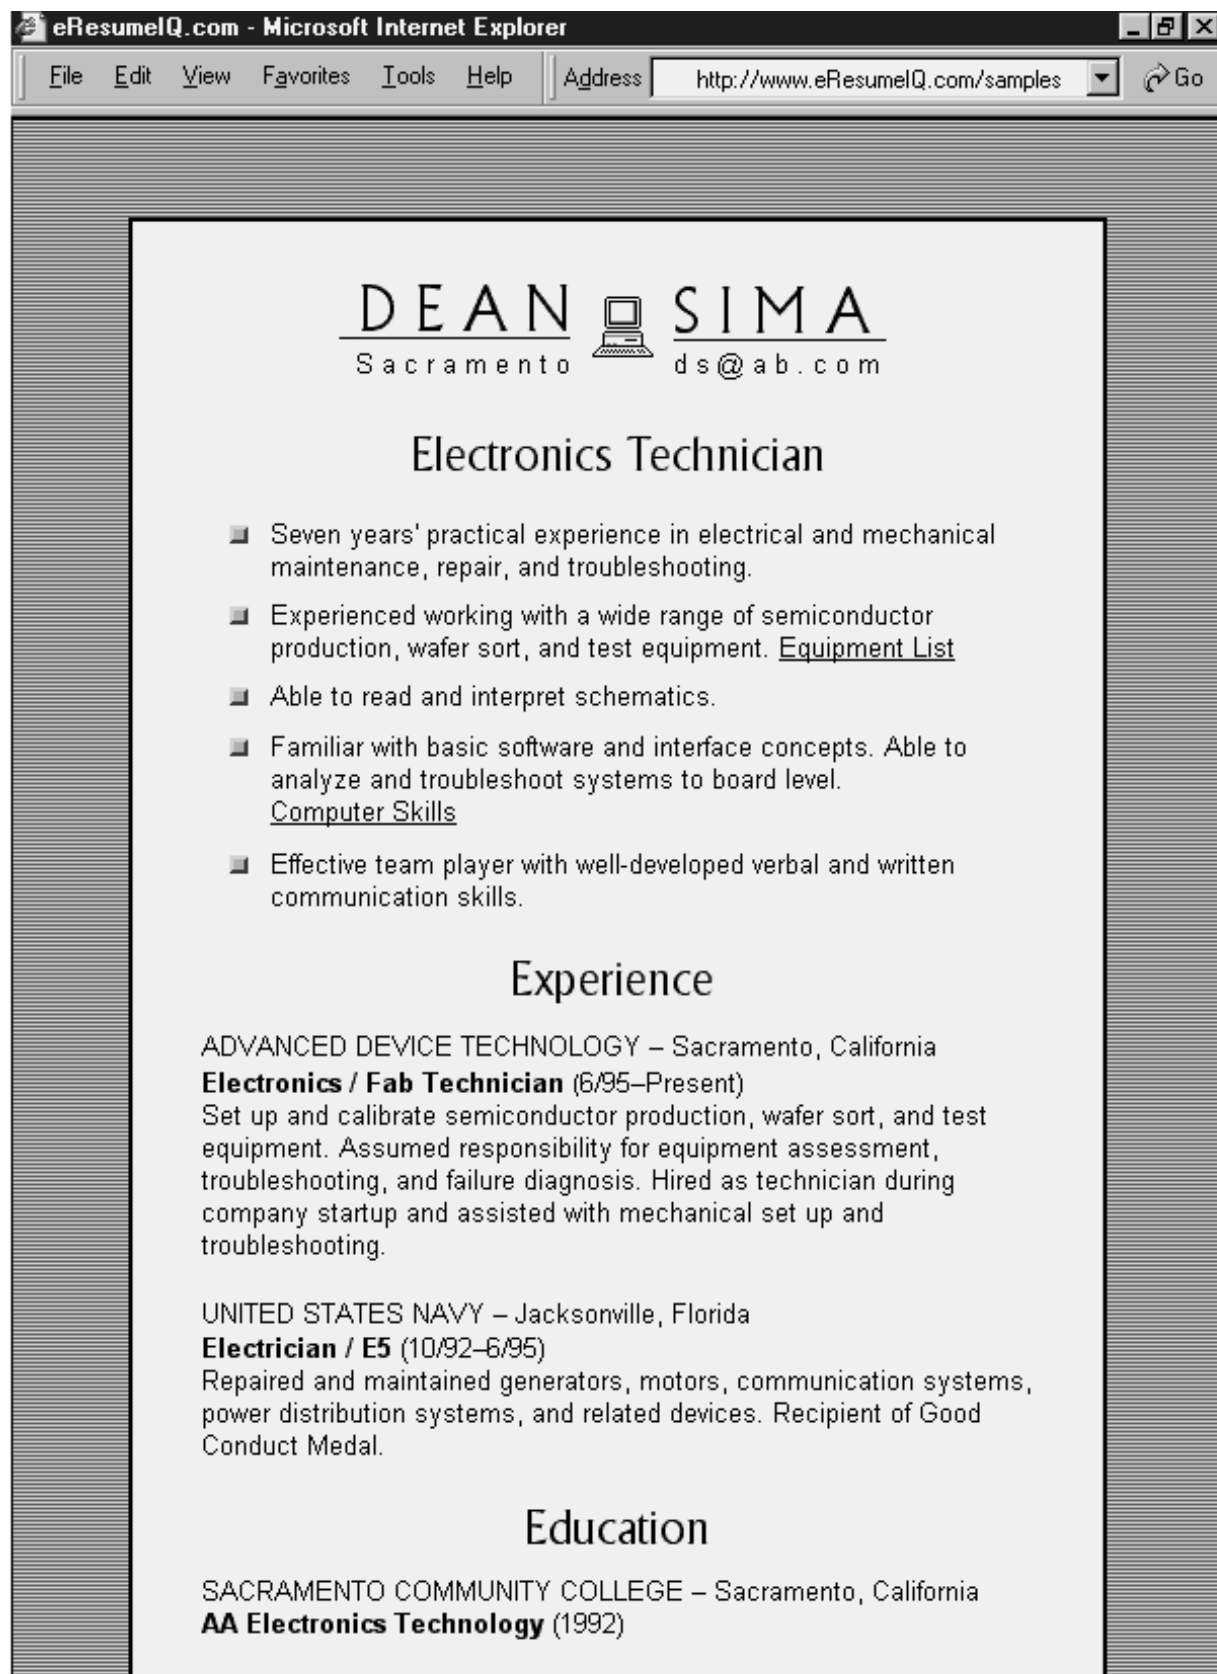 eResumeIQ.com - Microsoft Internet Explorer
File Edit View Favorites Tools Help Address http://www.eResumeIQ.com/samples Go
DEAN SIMA
Sacramento ds@ab.com
Electronics Technician
Seven years' practical experience in electrical and mechanical
maintenance, repair, and troubleshooting.
Experienced working with a wide range of semiconductor
production, wafer sort, and test equipment. Equipment List
Able to read and interpret schematics.
Familiar with basic software and interface concepts. Able to
analyze and troubleshoot systems to board level.
Computer Skills
Effective team player with well-developed verbal and written
communication skills.
Experience
ADVANCED DEVICE TECHNOLOGY – Sacramento, California
Electronics / Fab Technician (6/95–Present)
Set up and calibrate semiconductor production, wafer sort, and test
equipment. Assumed responsibility for equipment assessment,
troubleshooting, and failure diagnosis. Hired as technician during
company startup and assisted with mechanical set up and
troubleshooting.
UNITED STATES NAVY – Jacksonville, Florida
Electrician / E5 (10/92–6/95)
Repaired and maintained generators, motors, communication systems,
power distribution systems, and related devices. Recipient of Good
Conduct Medal.
Education
SACRAMENTO COMMUNITY COLLEGE – Sacramento, California
AA Electronics Technology (1992)